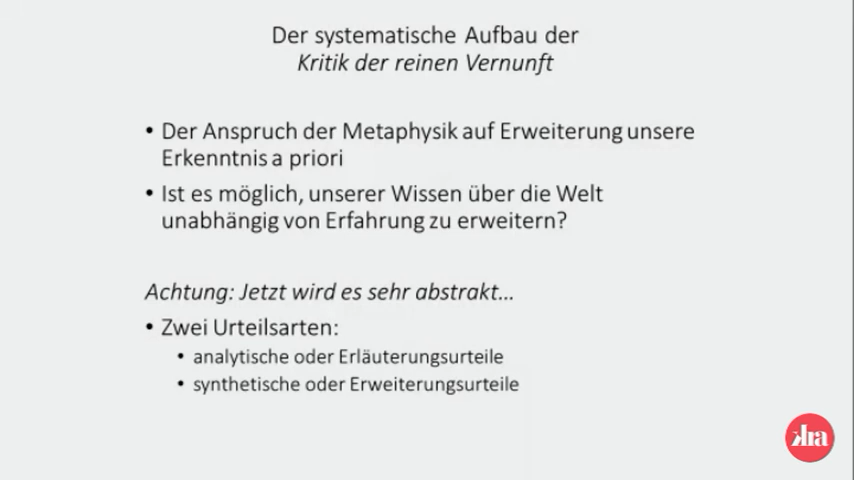 Der systematische Aufbau der
Kritik der reinen Vernunft
• Der Anspruch der Metaphysik auf Erweiterung unsere
Erkenntnis a priori
• Ist es möglich, unserer Wissen über die Welt
unabhängig von Erfahrung zu erweitern?
Achtung: Jetzt wird es sehr abstrakt...
• Zwei Urteilsarten:
• analytische oder Erläuterungsurteile
• synthetische oder Erweiterungsurteile